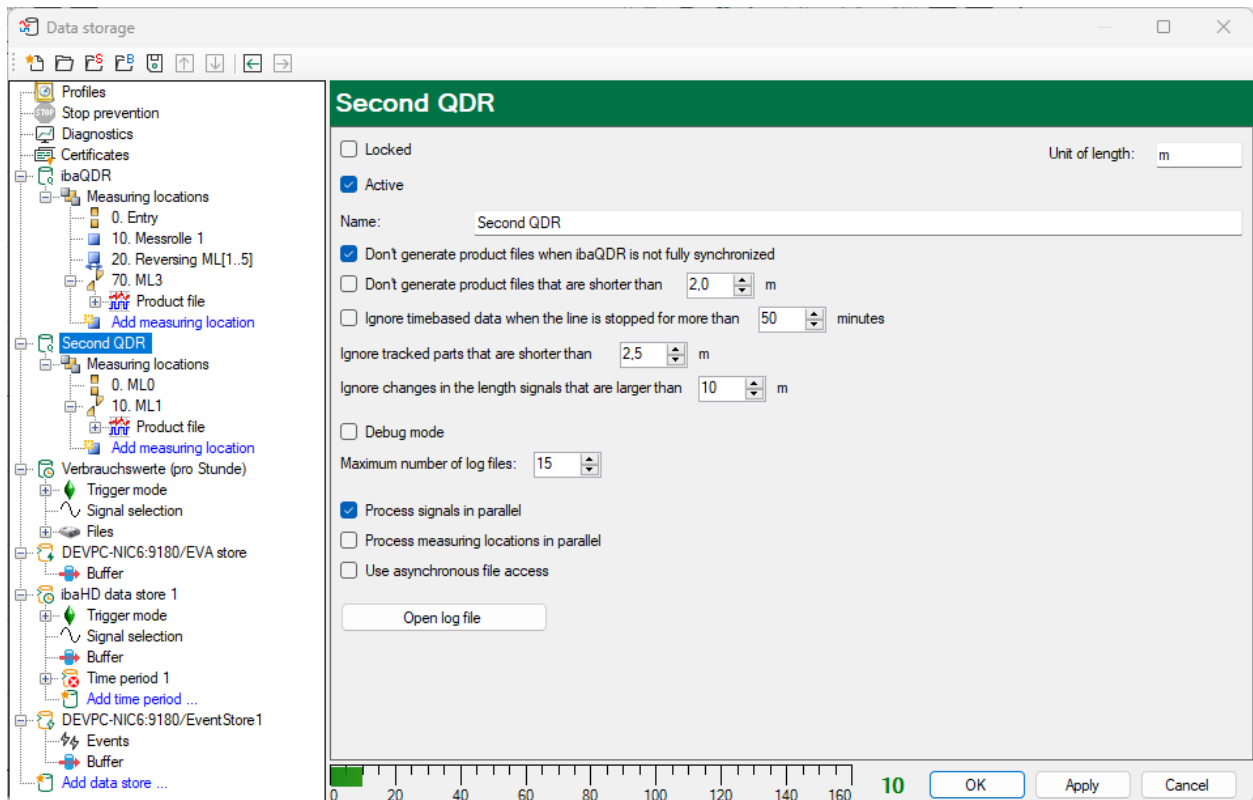 Data storage
Profiles
STOP Stop prevention
Diagnostics
Certificates
ibaQDR
Measuring locations
0. Entry
10. Messrolle 1
20. Reversing ML[1..5]
70. ML3
Product file
Add measuring location
Second QDR
Measuring locations
0. ML0
10. ML1
Product file
Add measuring location
Verbrauchswerte (pro Stunde)
Trigger mode
Signal selection
Files
DEVPC-NIC6:9180/EVA store
Buffer
ibaHD data store 1
Trigger mode
Signal selection
Buffer
Time period 1
Add time period ...
DEVPC-NIC6:9180/EventStore1
Events
Buffer
Add data store ...
Second QDR
Locked
Unit of length: m
Active
Name: Second QDR
Don't generate product files when ibaQDR is not fully synchronized
Don't generate product files that are shorter than 2,0 m
Ignore timebased data when the line is stopped for more than 50 minutes
Ignore tracked parts that are shorter than 2,5 m
Ignore changes in the length signals that are larger than 10 m
Debug mode
Maximum number of log files: 15
Process signals in parallel
Process measuring locations in parallel
Use asynchronous file access
Open log file
0 20 40 60 80 100 120 140 160
10
OK Apply Cancel